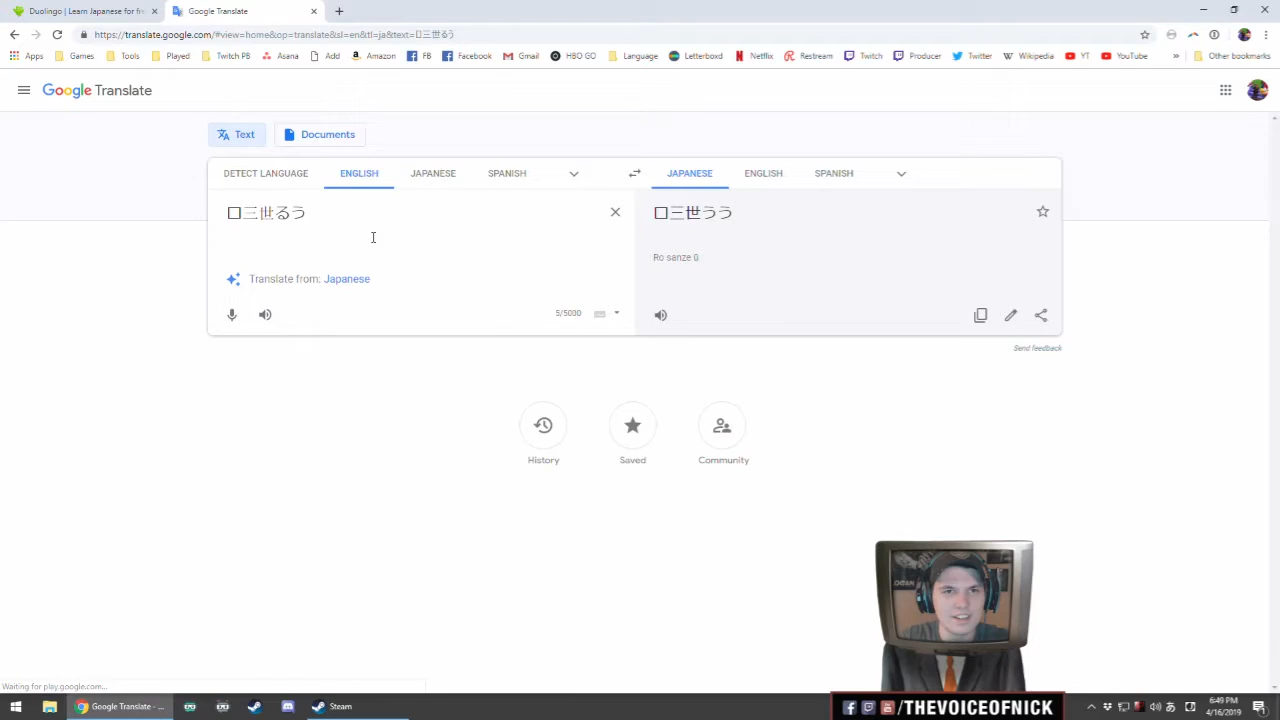 Duolingo | Learn Japanese for fr
Google Translate
https://translate.google.com/#view=home&op=translate&sl=en&tl=ja&text=口三世るう
Apps
Games
Tools
Played
Twitch PB
Asana
Add
Amazon
FB
Facebook
Gmail
HBO GO
Language
Letterboxd
Netflix
Restream
Twitch
Producer
Twitter
Wikipedia
YT
YouTube
»
Other bookmarks
Google Translate
Text
Documents
DETECT LANGUAGE
ENGLISH
JAPANESE
SPANISH
JAPANESE
ENGLISH
SPANISH
口三世るう
口三世うう
Ro sanze ū
Translate from: Japanese
5/5000
Send feedback
History
Saved
Community
Waiting for play.google.com...
Google Translate - ...
Steam
/THEVOICEOFNICK
6:49 PM
4/16/2019